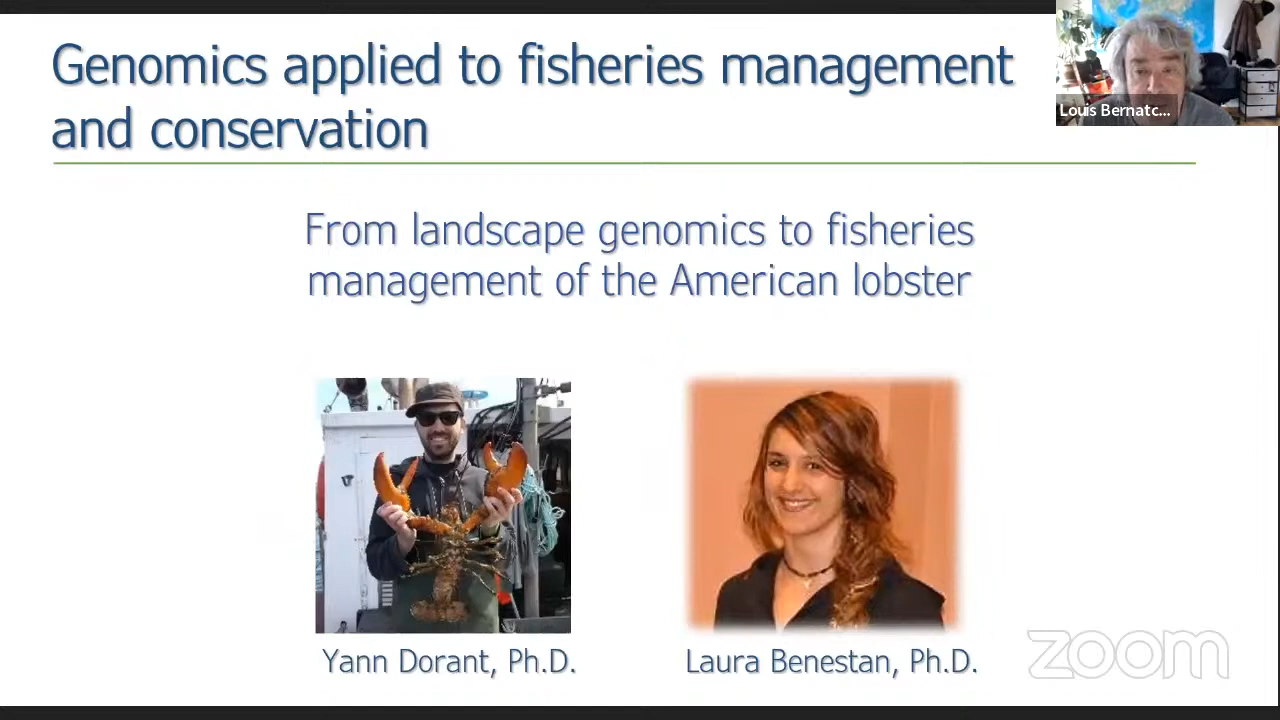 Genomics applied to fisheries management
and conservation
Louis Bernatc...
From landscape genomics to fisheries
management of the American lobster
Yann Dorant, Ph.D.
Laura Benestan, Ph.D.
zoom